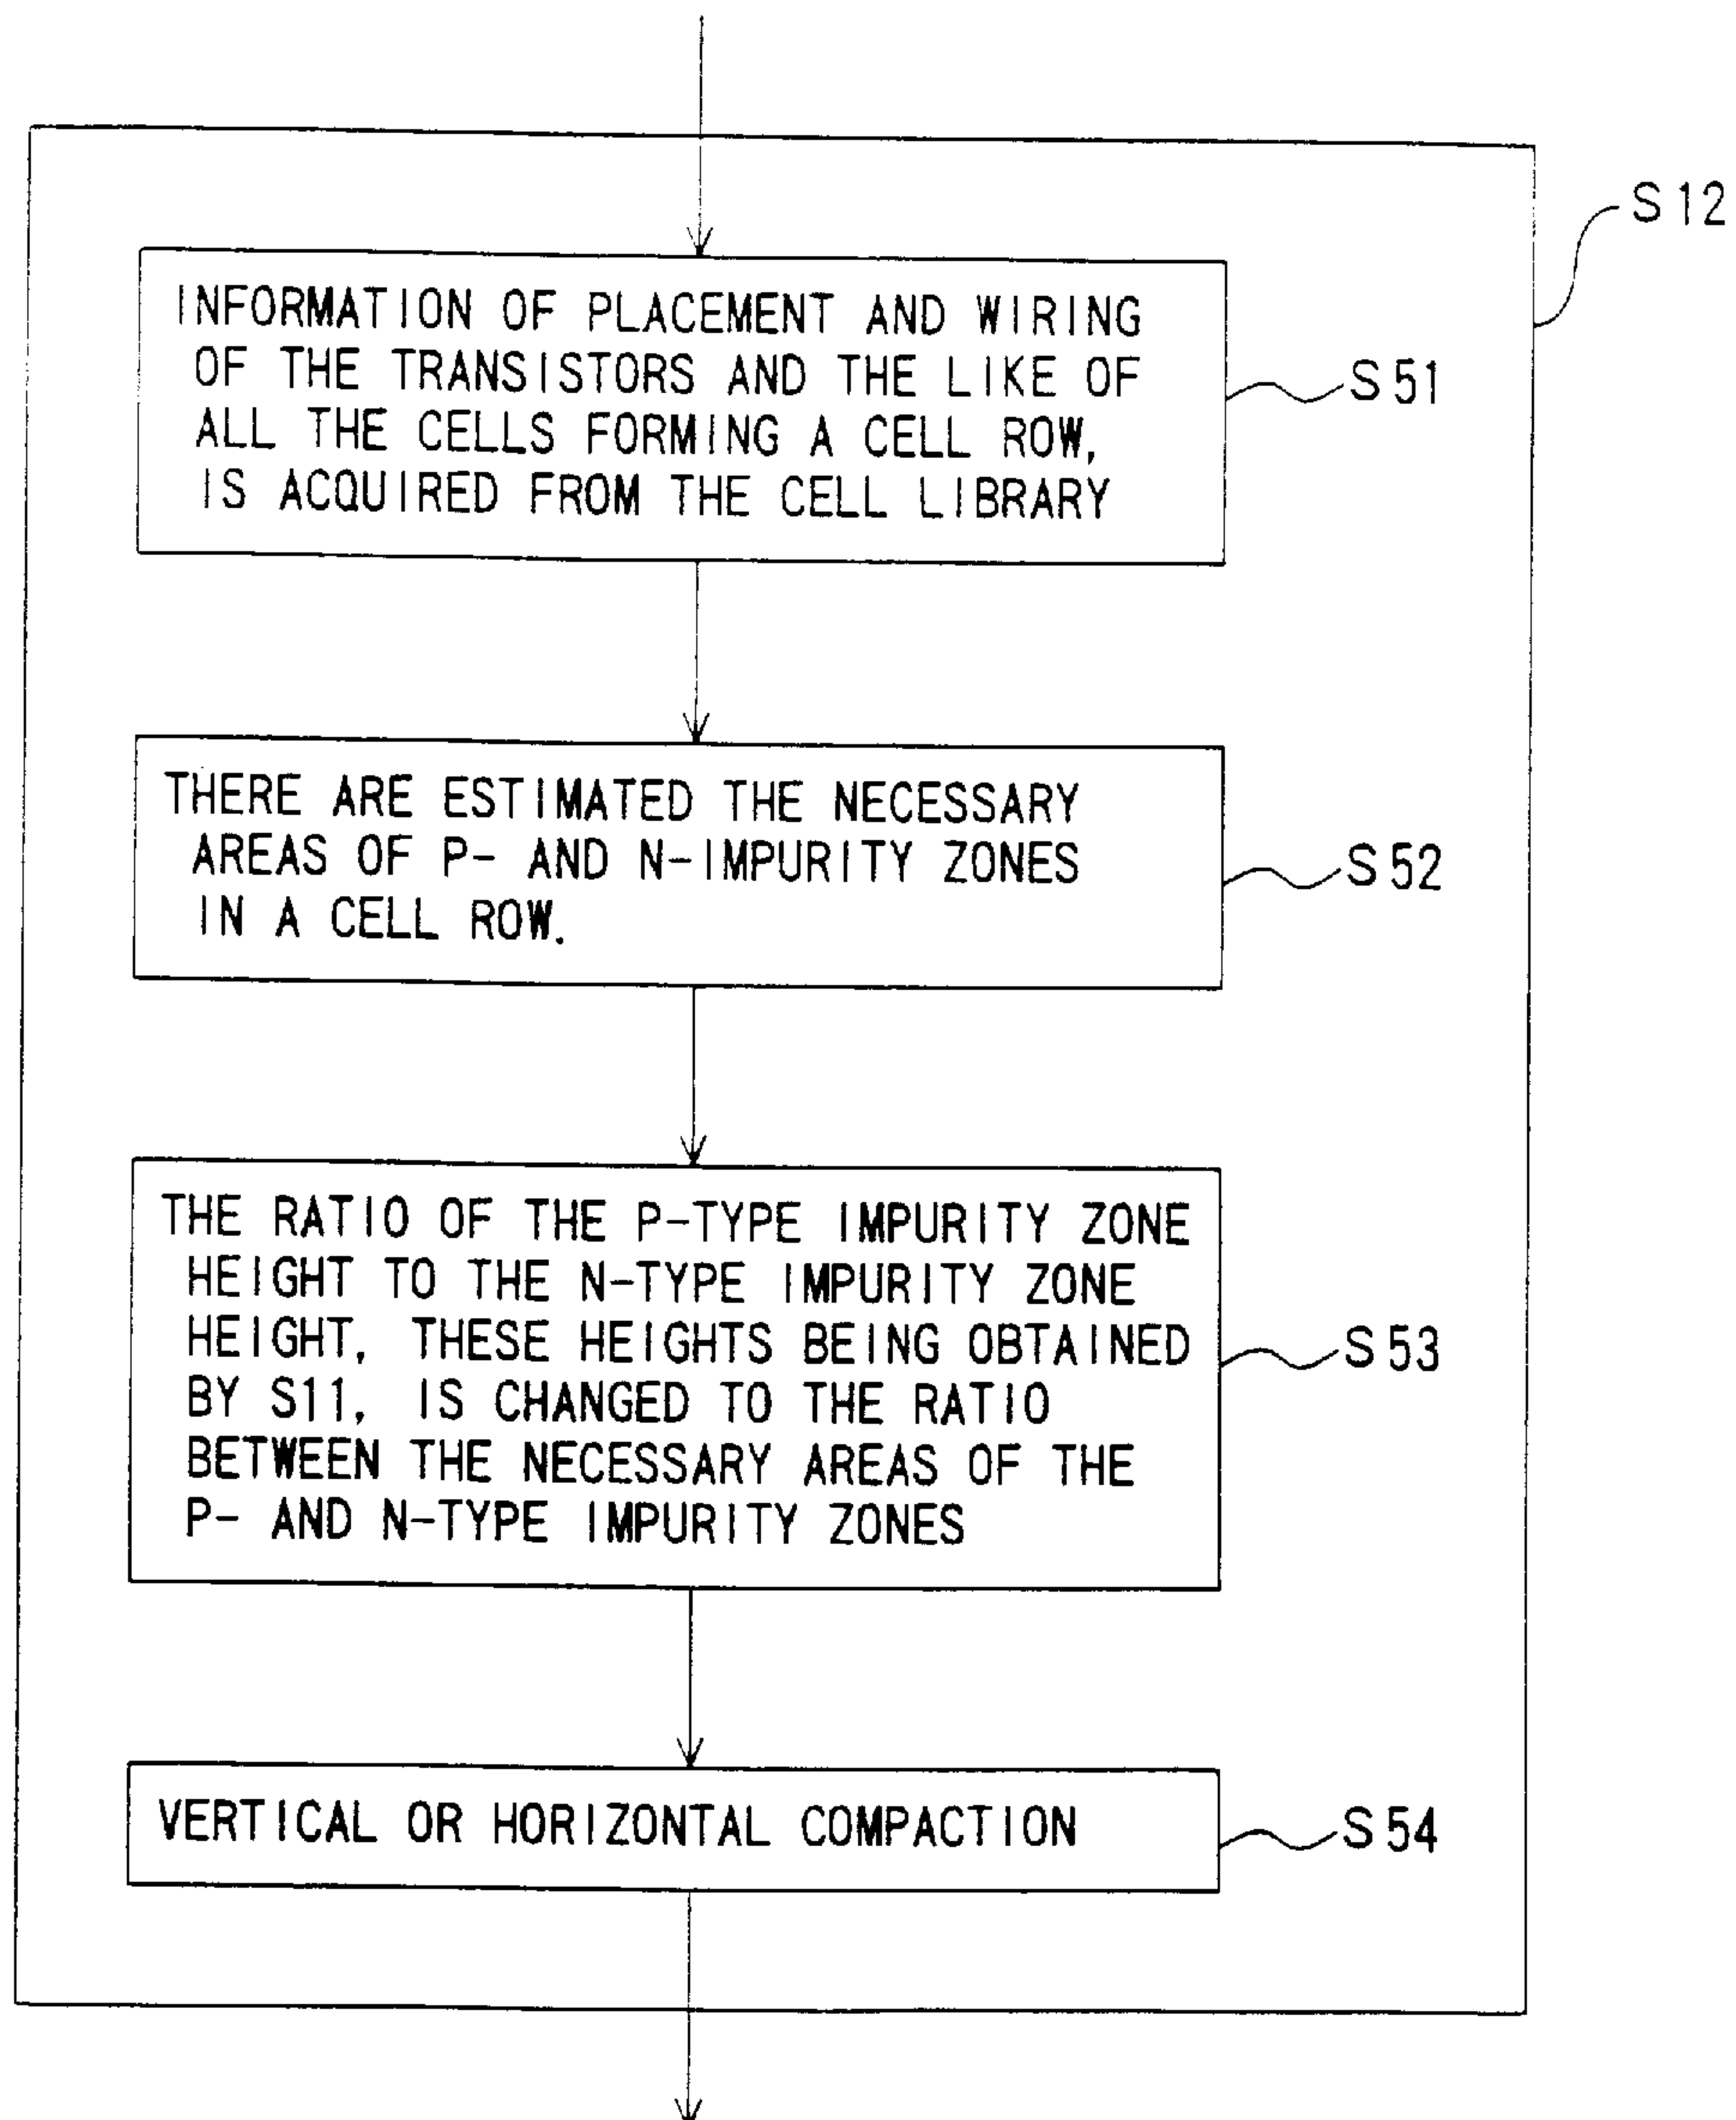 S12
INFORMATION OF PLACEMENT AND WIRING
OF THE TRANSISTORS AND THE LIKE OF
ALL THE CELLS FORMING A CELL ROW,
IS ACQUIRED FROM THE CELL LIBRARY
S51
THERE ARE ESTIMATED THE NECESSARY
AREAS OF P- AND N-IMPURITY ZONES
IN A CELL ROW.
S52
THE RATIO OF THE P-TYPE IMPURITY ZONE
HEIGHT TO THE N-TYPE IMPURITY ZONE
HEIGHT, THESE HEIGHTS BEING OBTAINED
BY S11, IS CHANGED TO THE RATIO
BETWEEN THE NECESSARY AREAS OF THE
P- AND N-TYPE IMPURITY ZONES
S53
VERTICAL OR HORIZONTAL COMPACTION
S54